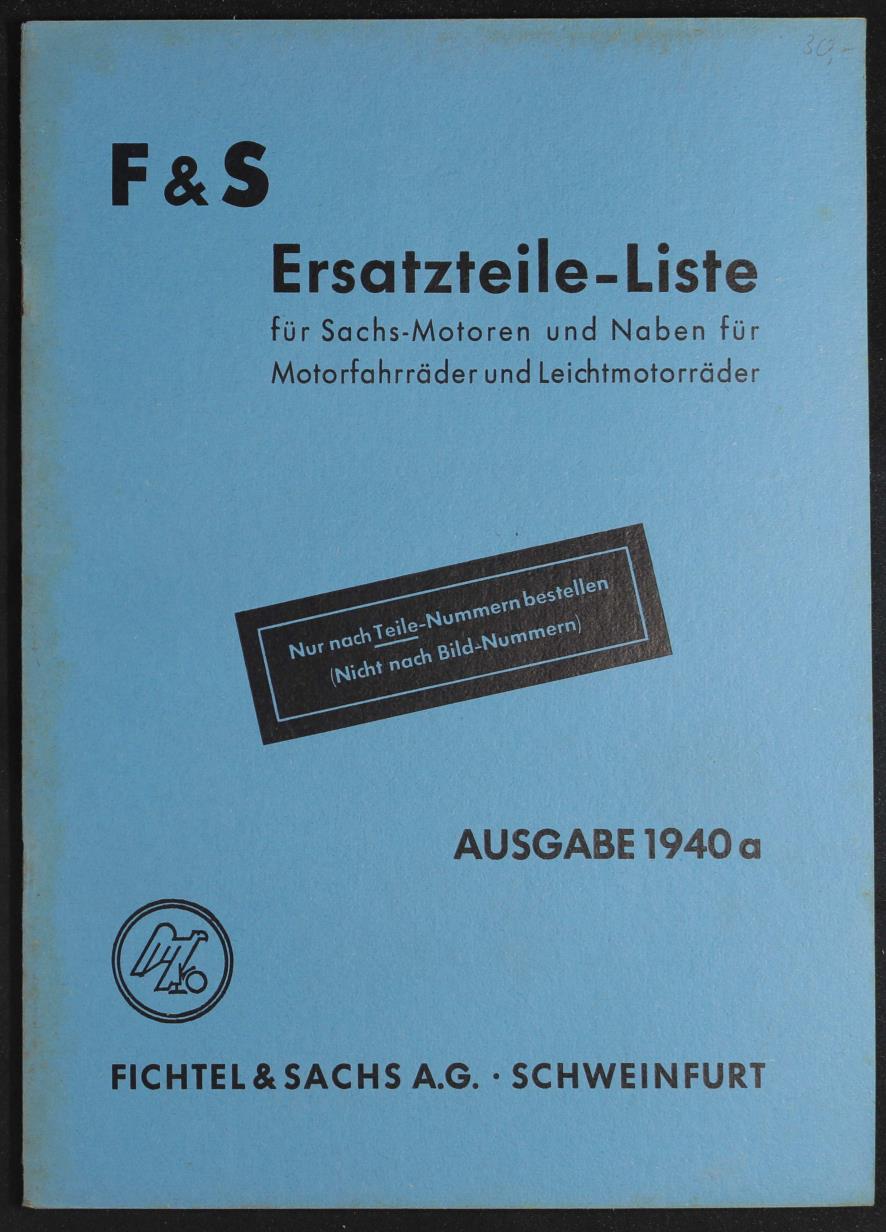 30,-
F & S
Ersatzteile-Liste
für Sachs-Motoren und Naben für
Motorfahrräder und Leichtmotorräder
Nur nach Teile-Nummern bestellen
(Nicht nach Bild-Nummern)
AUSGABE 1940 a
FICHTEL & SACHS A.G. · SCHWEINFURT